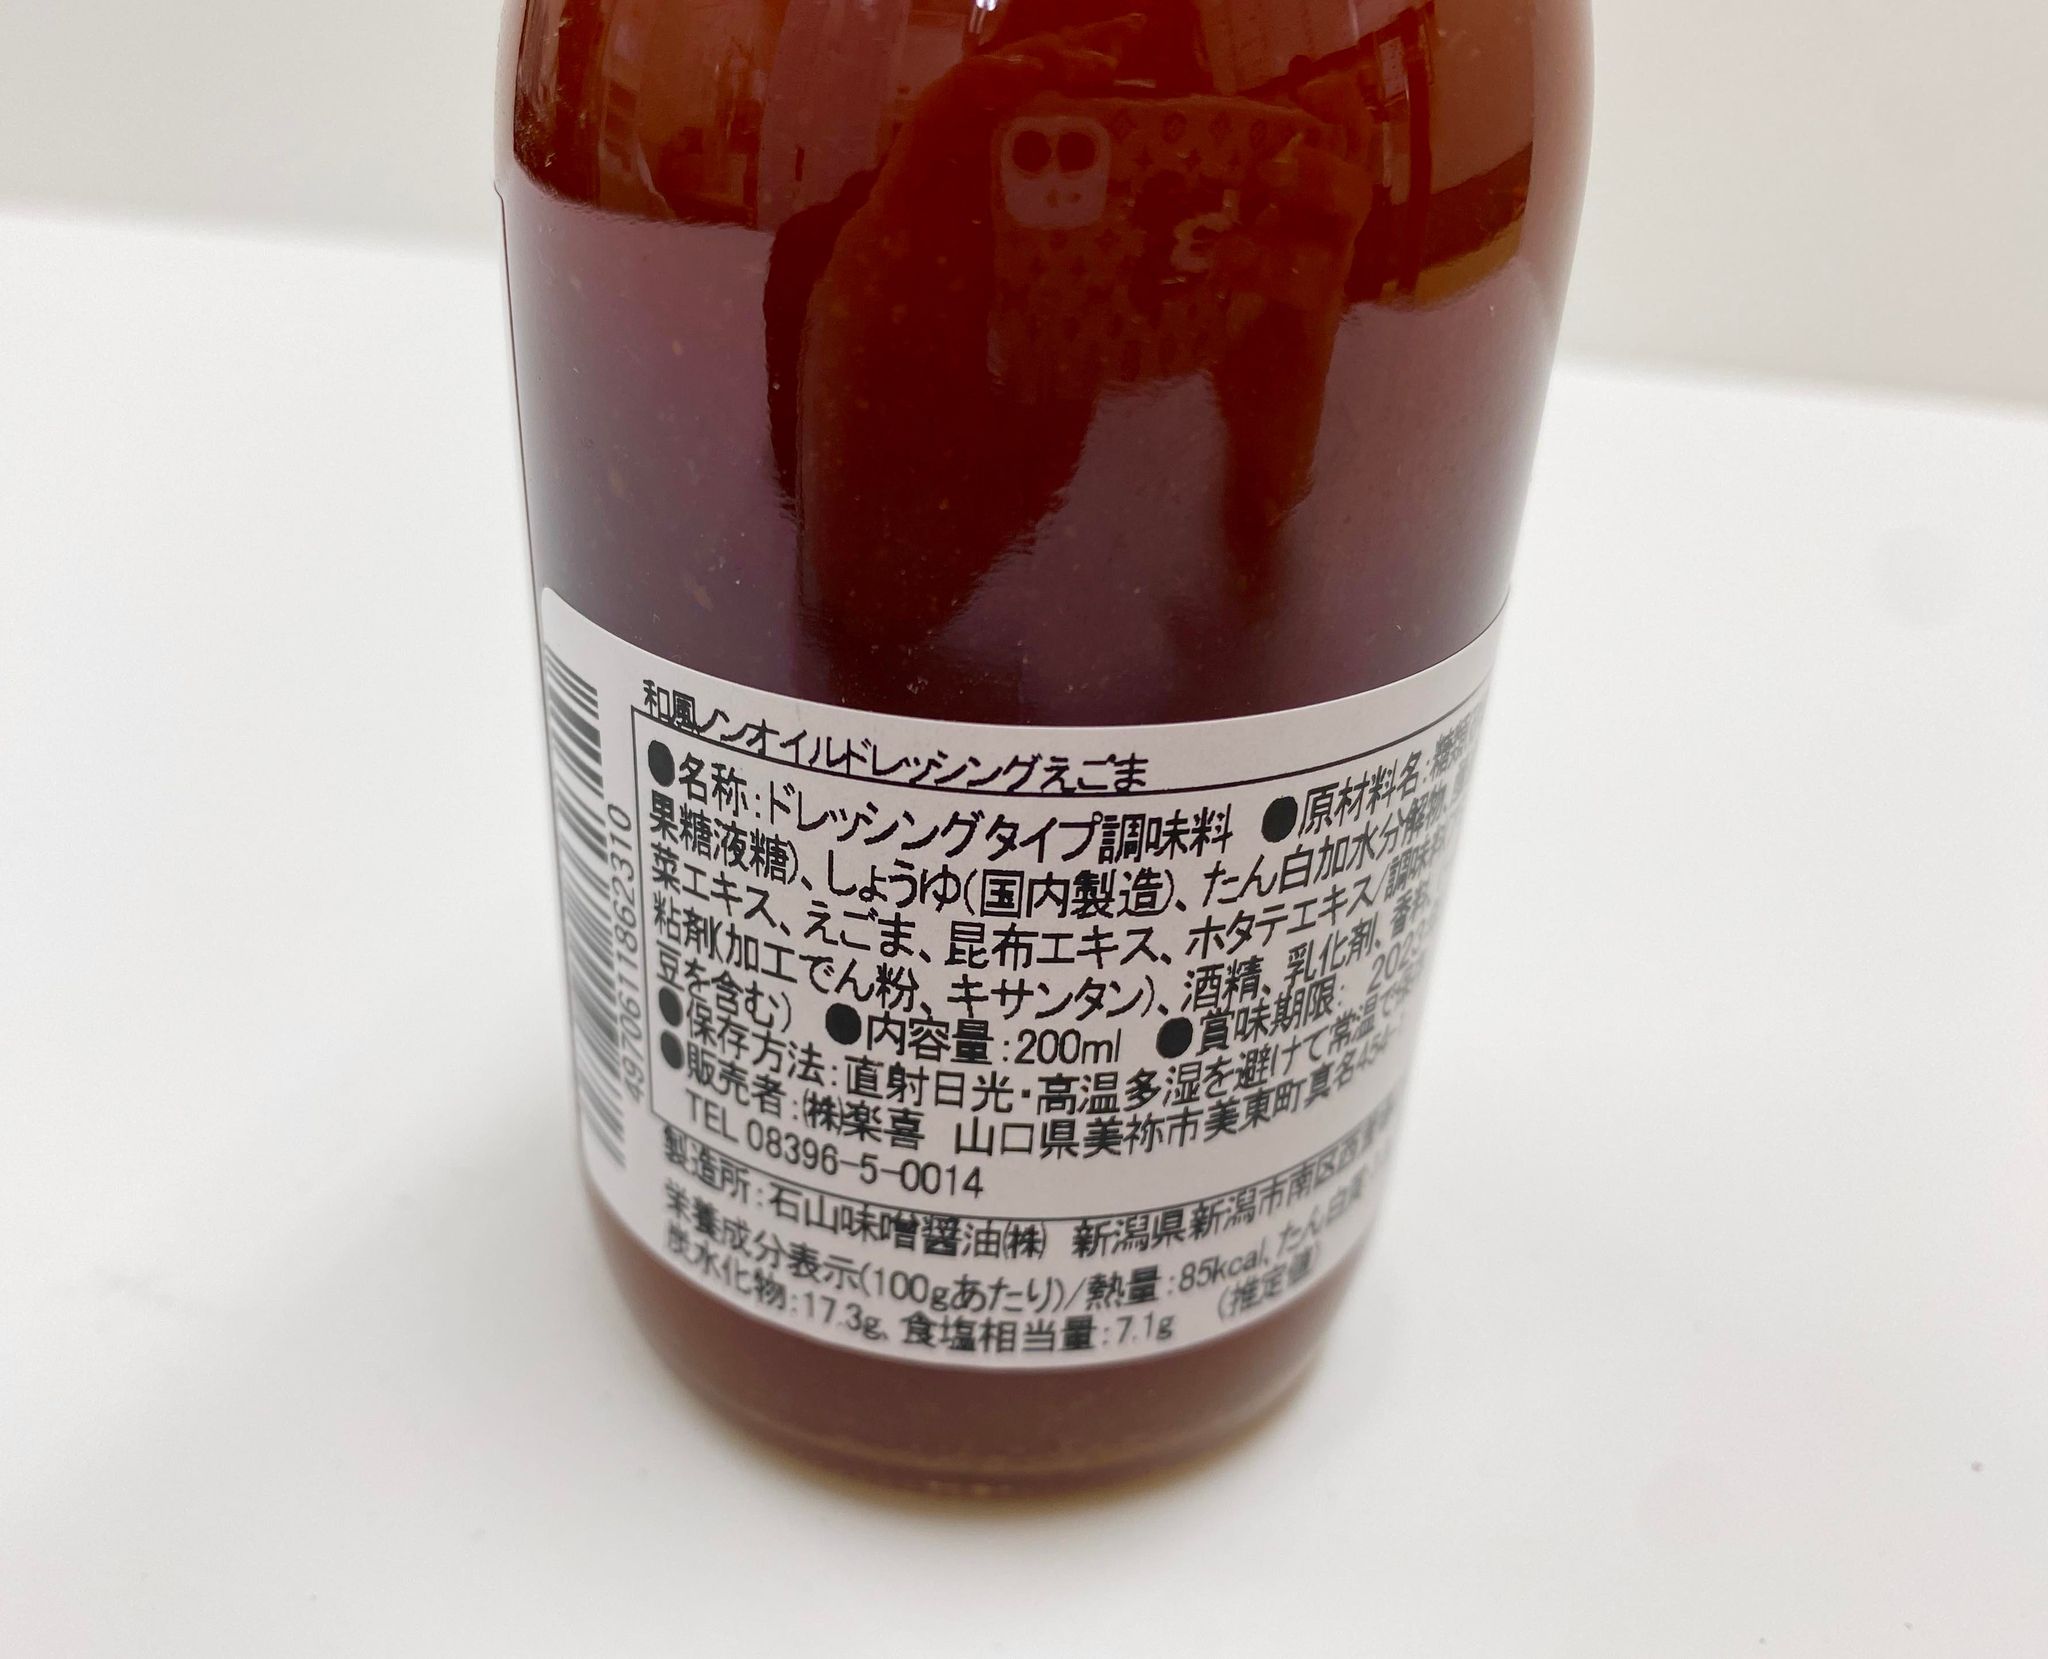 和風ノンオイルドレッシングえごま
●名称:ドレッシングタイプ調味料 ●原材料名:糖類
果糖液糖)、しょうゆ(国内製造)、たん白加水分解物、
菜エキス、えごま、昆布エキス、ホタテエキス/調味料
粘剤(加工でん粉、キサンタン)、酒精、乳化剤、香料、
豆を含む) ●内容量:200ml ●賞味期限: 2023
●保存方法:直射日光・高温多湿を避けて常温で
●販売者:(株)楽喜 山口県美祢市美東町真名454-
TEL 08396-5-0014
製造所:石山味噌醤油(株) 新潟県新潟市南区
栄養成分表示(100gあたり)/熱量:85kcal、たん白質
炭水化物:17.3g、食塩相当量:7.1g (推定値)
4970611862310